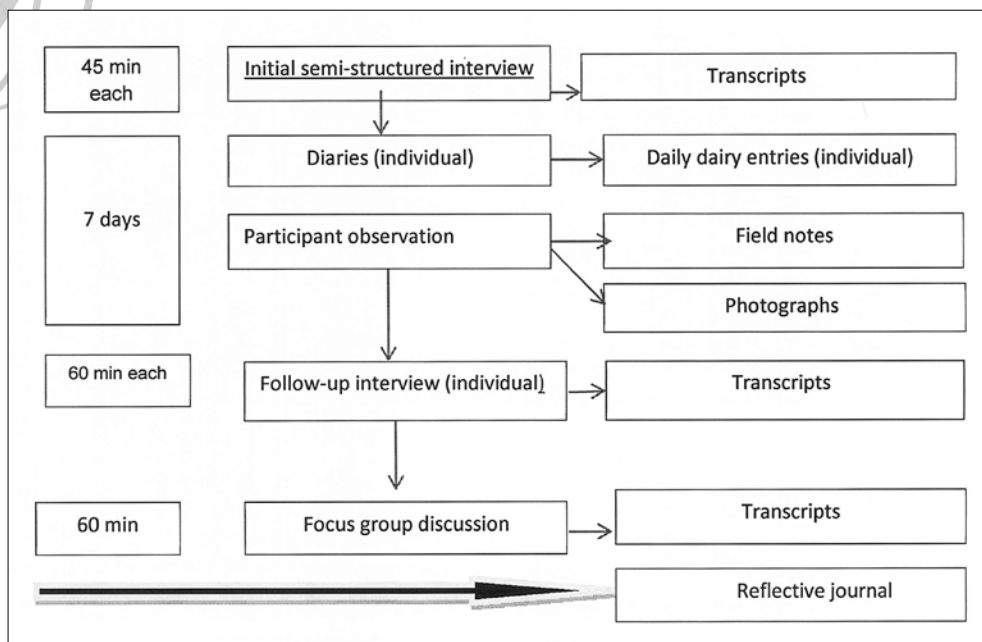 45 min
each
Initial semi-structured interview
Transcripts
Diaries (individual)
Daily dairy entries (individual)
7 days
Participant observation
Field notes
Photographs
60 min each
Follow-up interview (individual)
Transcripts
60 min
Focus group discussion
Transcripts
Reflective journal